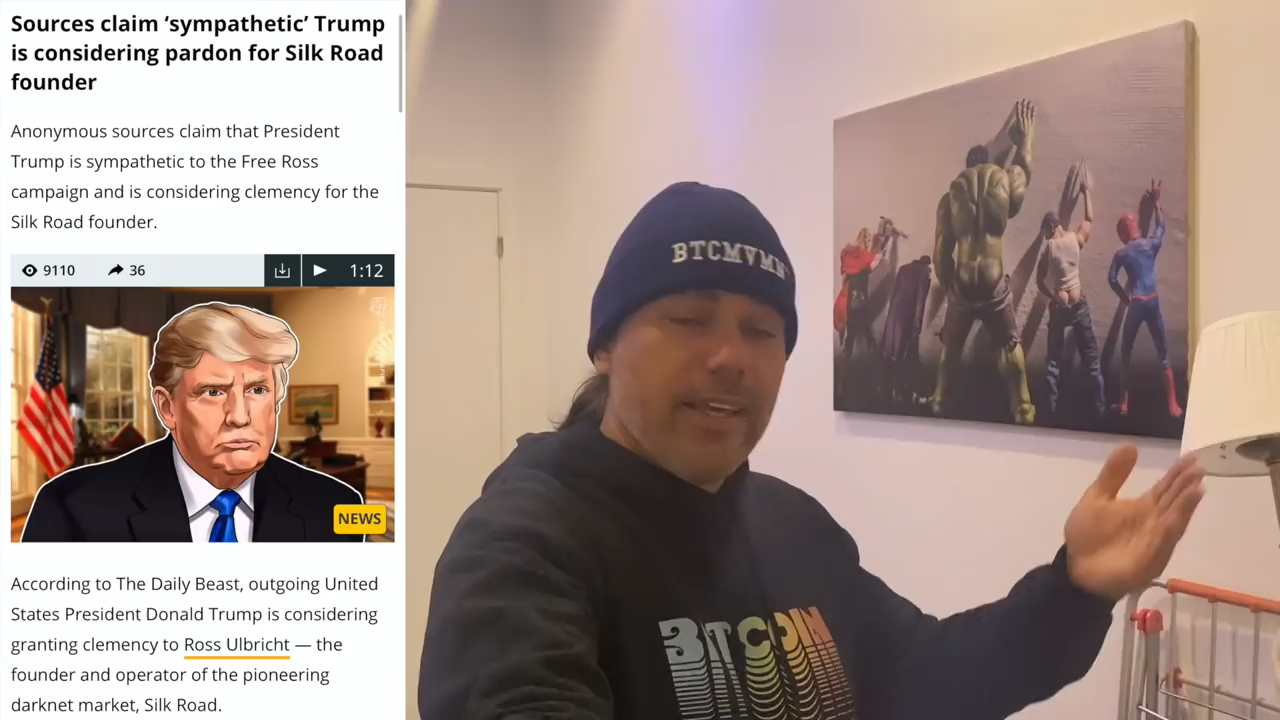 Sources claim ‘sympathetic’ Trump
is considering pardon for Silk Road
founder
Anonymous sources claim that President
Trump is sympathetic to the Free Ross
campaign and is considering clemency for the
Silk Road founder.
9110
36
1:12
NEWS
According to The Daily Beast, outgoing United
States President Donald Trump is considering
granting clemency to Ross Ulbricht — the
founder and operator of the pioneering
darknet market, Silk Road.
BTCMVMNT
BITCOIN